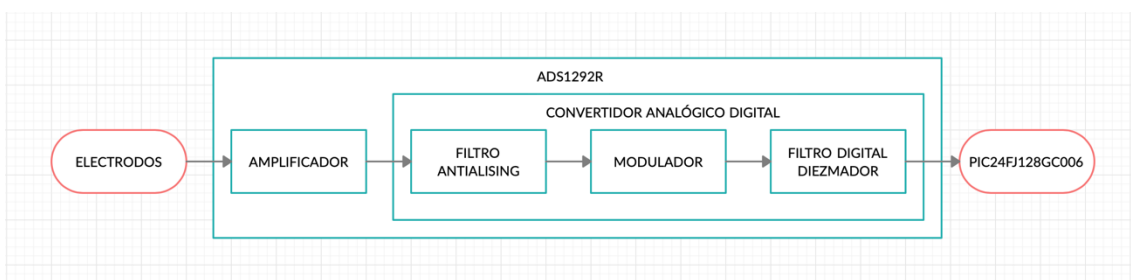 ADS1292R
CONVERTIDOR ANALÓGICO DIGITAL
ELECTRODOS
AMPLIFICADOR
FILTRO
ANTIALISING
MODULADOR
FILTRO DIGITAL
DIEZMADOR
PIC24FJ128GC006